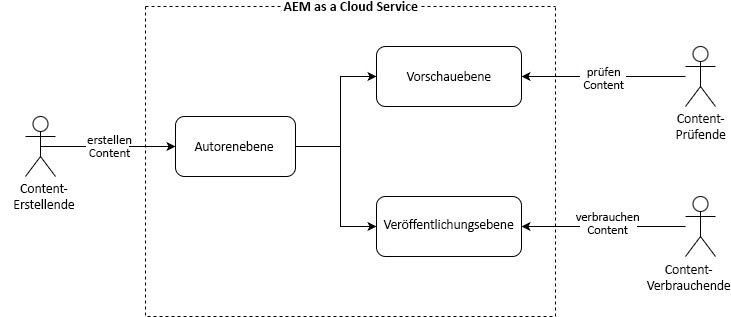 AEM as a Cloud Service
Vorschauebene
prüfen
Content
Content-
Prüfende
erstellen
Content
Autorenebene
Content-
Erstellende
Veröffentlichungsebene
verbrauchen
Content
Content-
Verbrauchende